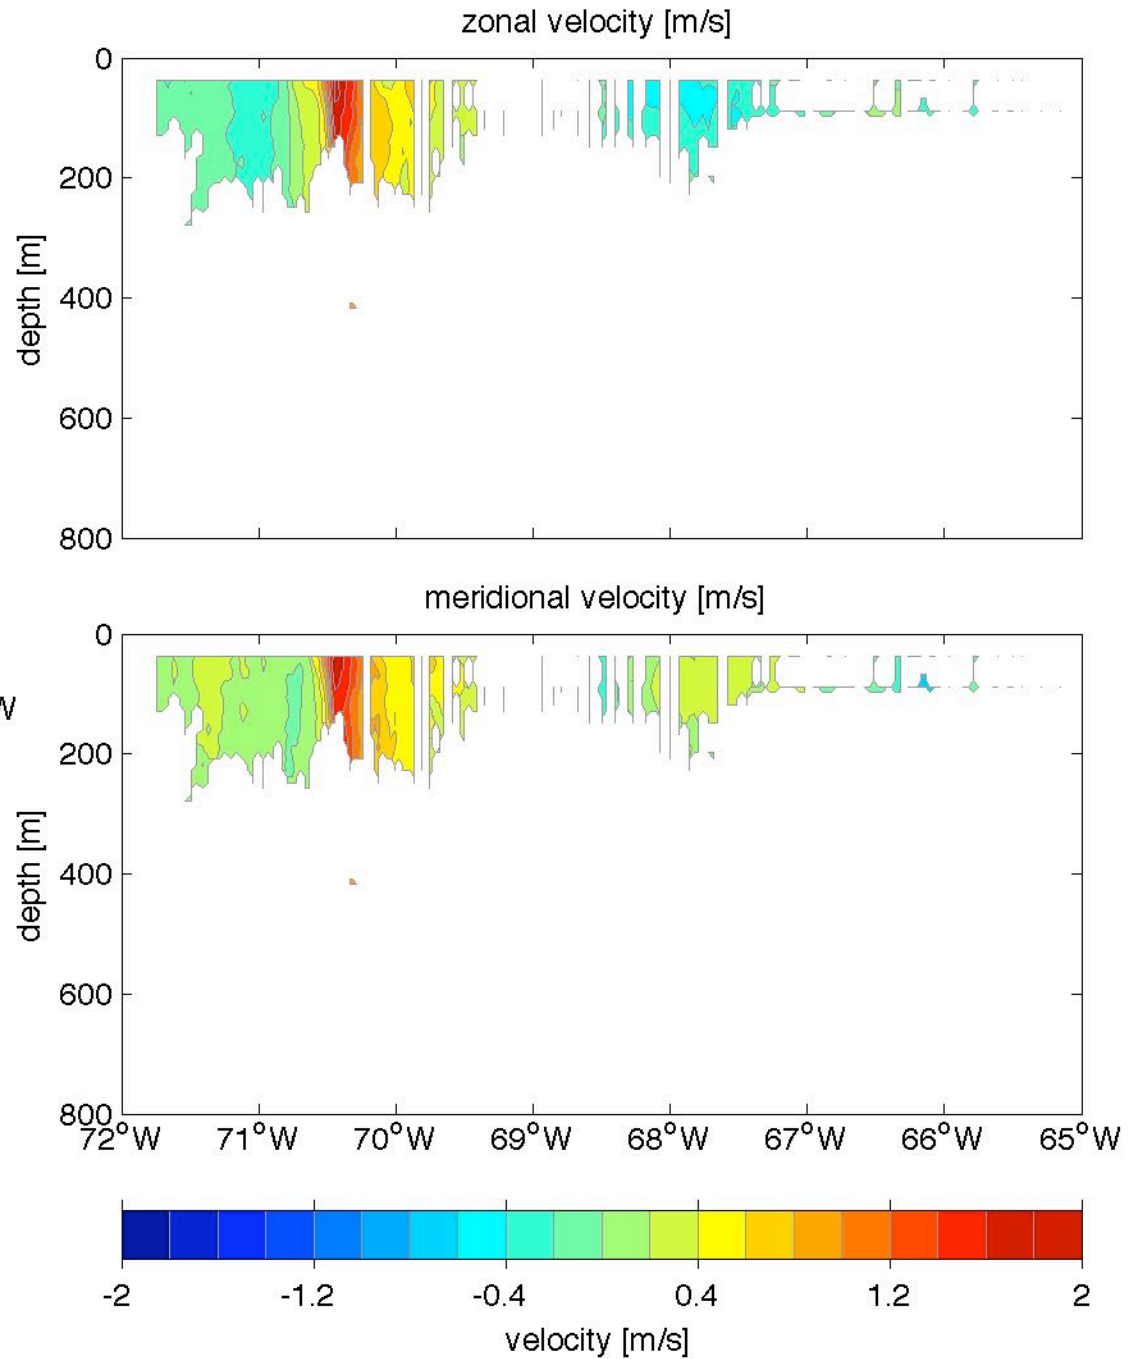 zonal velocity [m/s]
0
200
400
600
800
depth [m]
meridional velocity [m/s]
0
200
400
600
800
depth [m]
W
72°W 71°W 70°W 69°W 68°W 67°W 66°W 65°W
-2 -1.2 -0.4 0.4 1.2 2
velocity [m/s]